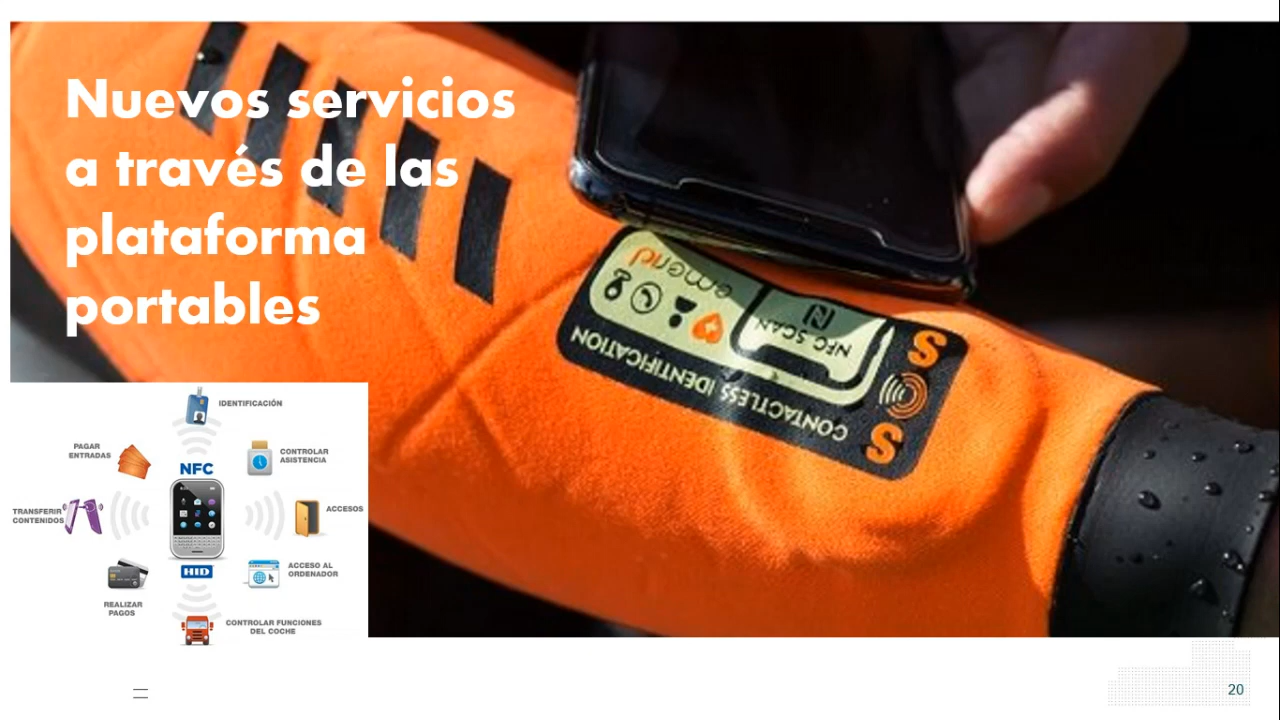 Nuevos servicios
a través de las
plataforma
portables
emend
NFC SCAN
CONTACTLESS IDENTIFICATION
S
S
IDENTIFICACIÓN
PAGAR
ENTRADAS
NFC
CONTROLAR
ASISTENCIA
TRANSFERIR
CONTENIDOS
ACCESOS
HID
ACCESO AL
ORDENADOR
REALIZAR
PAGOS
CONTROLAR FUNCIONES
DEL COCHE
20